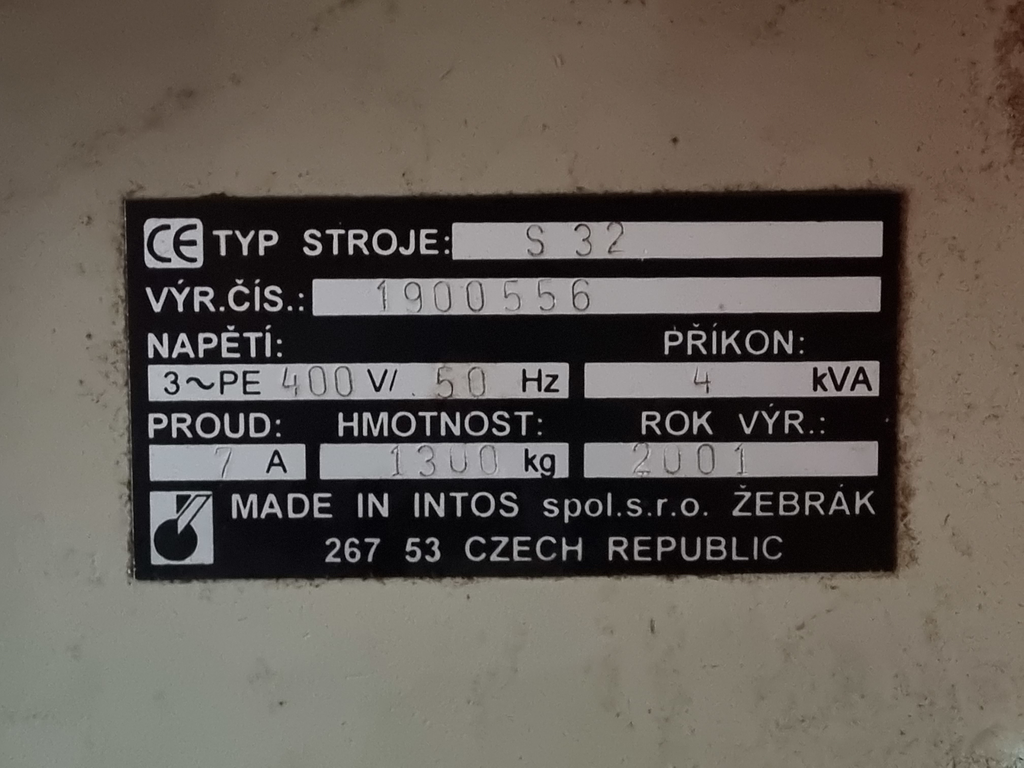 CE TYP STROJE: S 32
VÝR.ČÍS.: 1900556
NAPĚTÍ: PŘÍKON:
3~PE 400 V/ 50 Hz 4 kVA
PROUD: HMOTNOST: ROK VÝR.:
7 A 1300 kg 2001
MADE IN INTOS spol.s.r.o. ŽEBRÁK
267 53 CZECH REPUBLIC